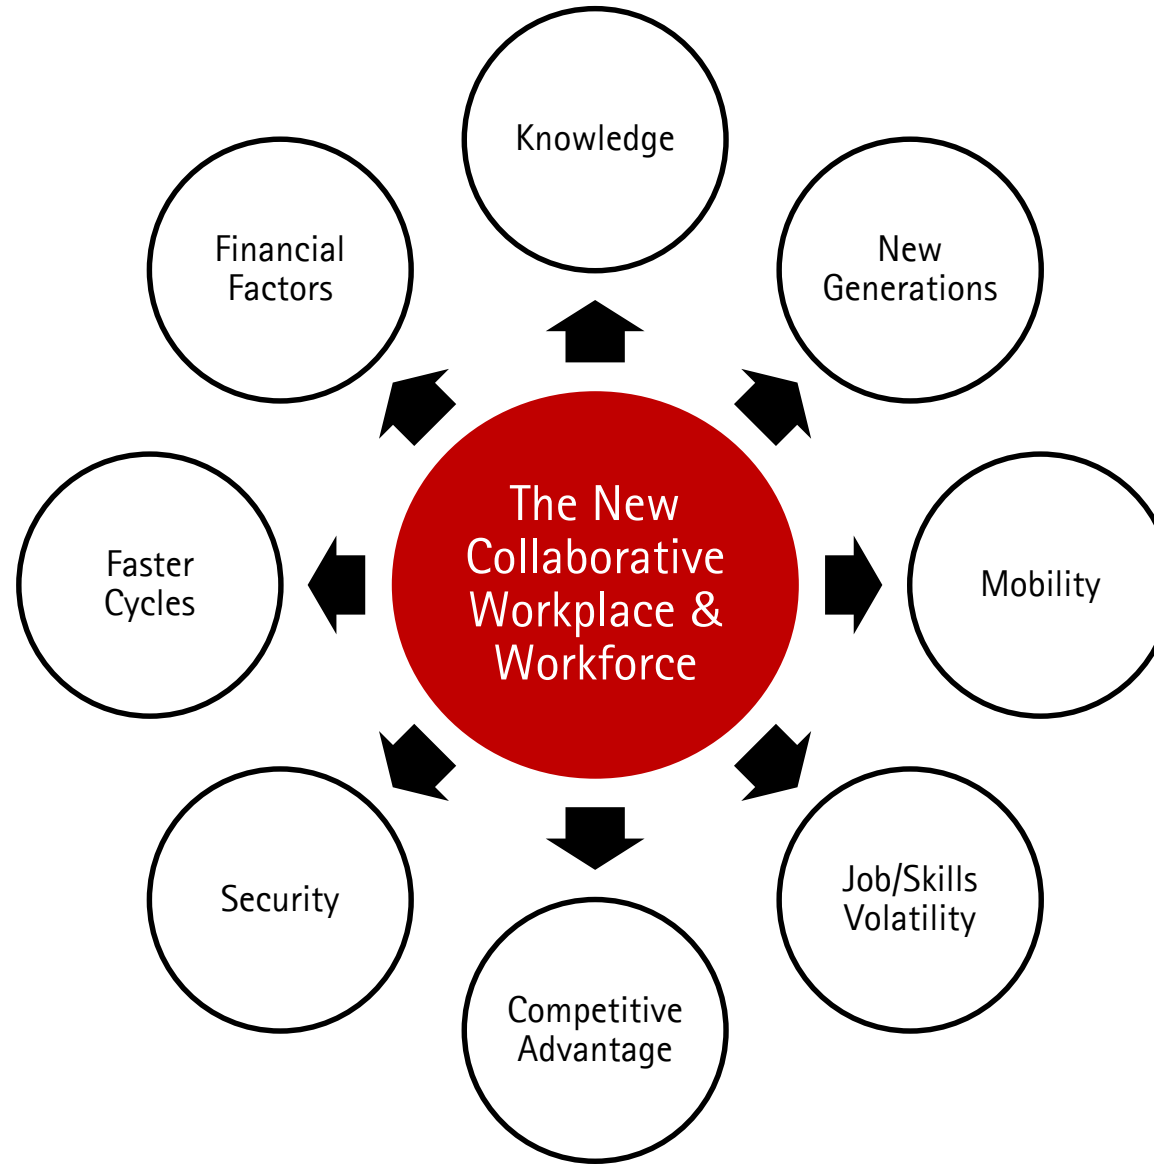 Knowledge
New
Generations
Mobility
Job/Skills
Volatility
Competitive
Advantage
Security
Faster
Cycles
Financial
Factors
The New
Collaborative
Workplace &
Workforce